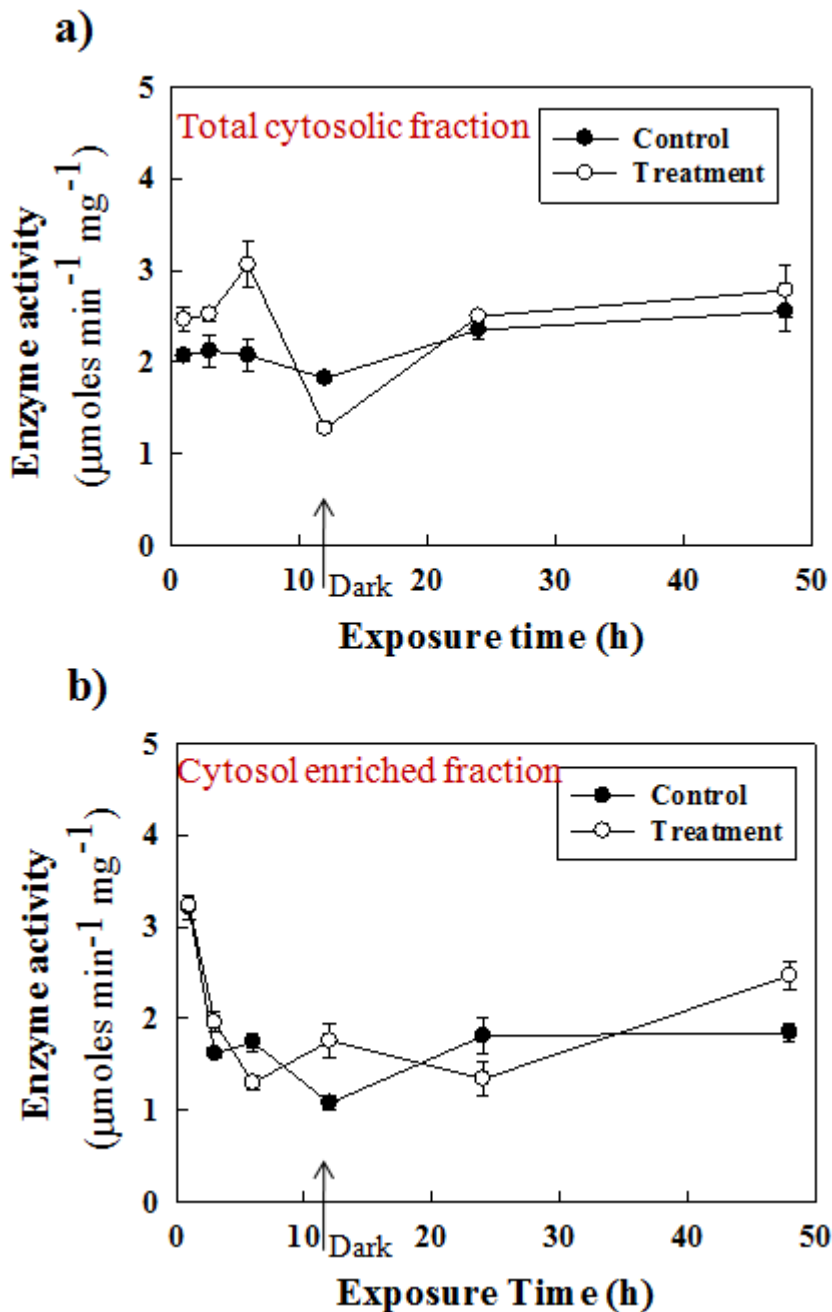 a)
5
Total cytosolic fraction
Control
Treatment
4
3
2
1
0
Enzyme activity
(µmoles min-1 mg-1)
0 10 20 30 40 50
Dark
Exposure time (h)
b)
5
Cytosol enriched fraction
Control
Treatment
4
3
2
1
0
Enzyme activity
(µmoles min-1 mg-1)
0 10 20 30 40 50
Dark
Exposure Time (h)